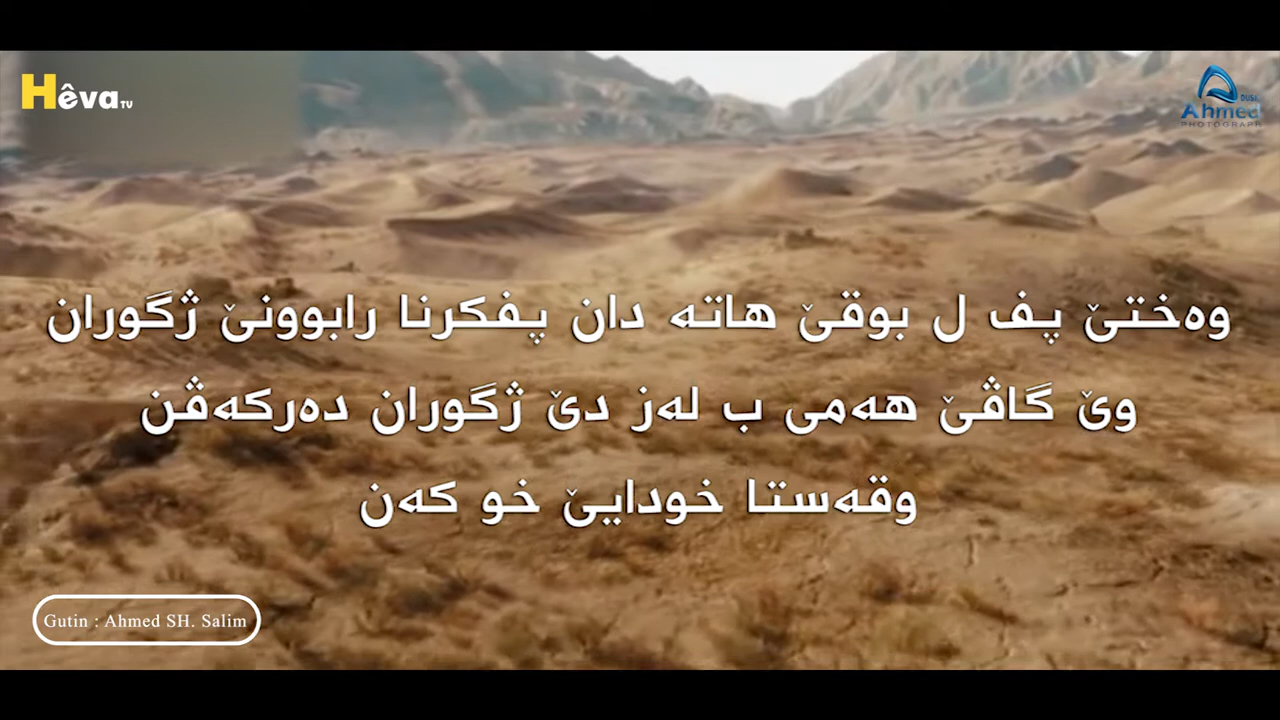 Hêva TV
Ahmed
PHOTOGRAPH
وەختێ پف ل بوقێ هاتە دان پفکرنا رابوونێ ژگوران
وێ گاڤێ هەمی ب لەز دێ ژگوران دەرکەڤن
وقەستا خودایێ خو کەن
Gutin : Ahmed SH. Salim